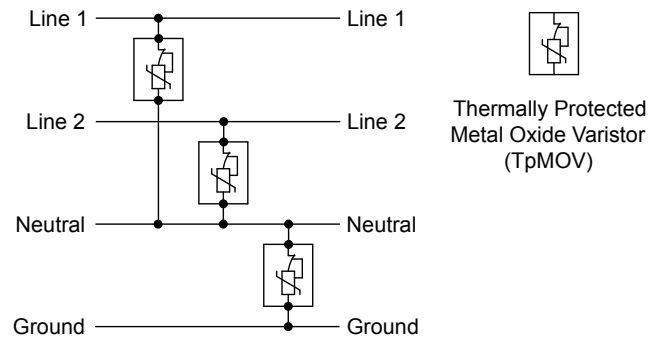 Line 1
Line 1
Line 2
Line 2
Neutral
Neutral
Ground
Ground
Thermally Protected
Metal Oxide Varistor
(TpMOV)